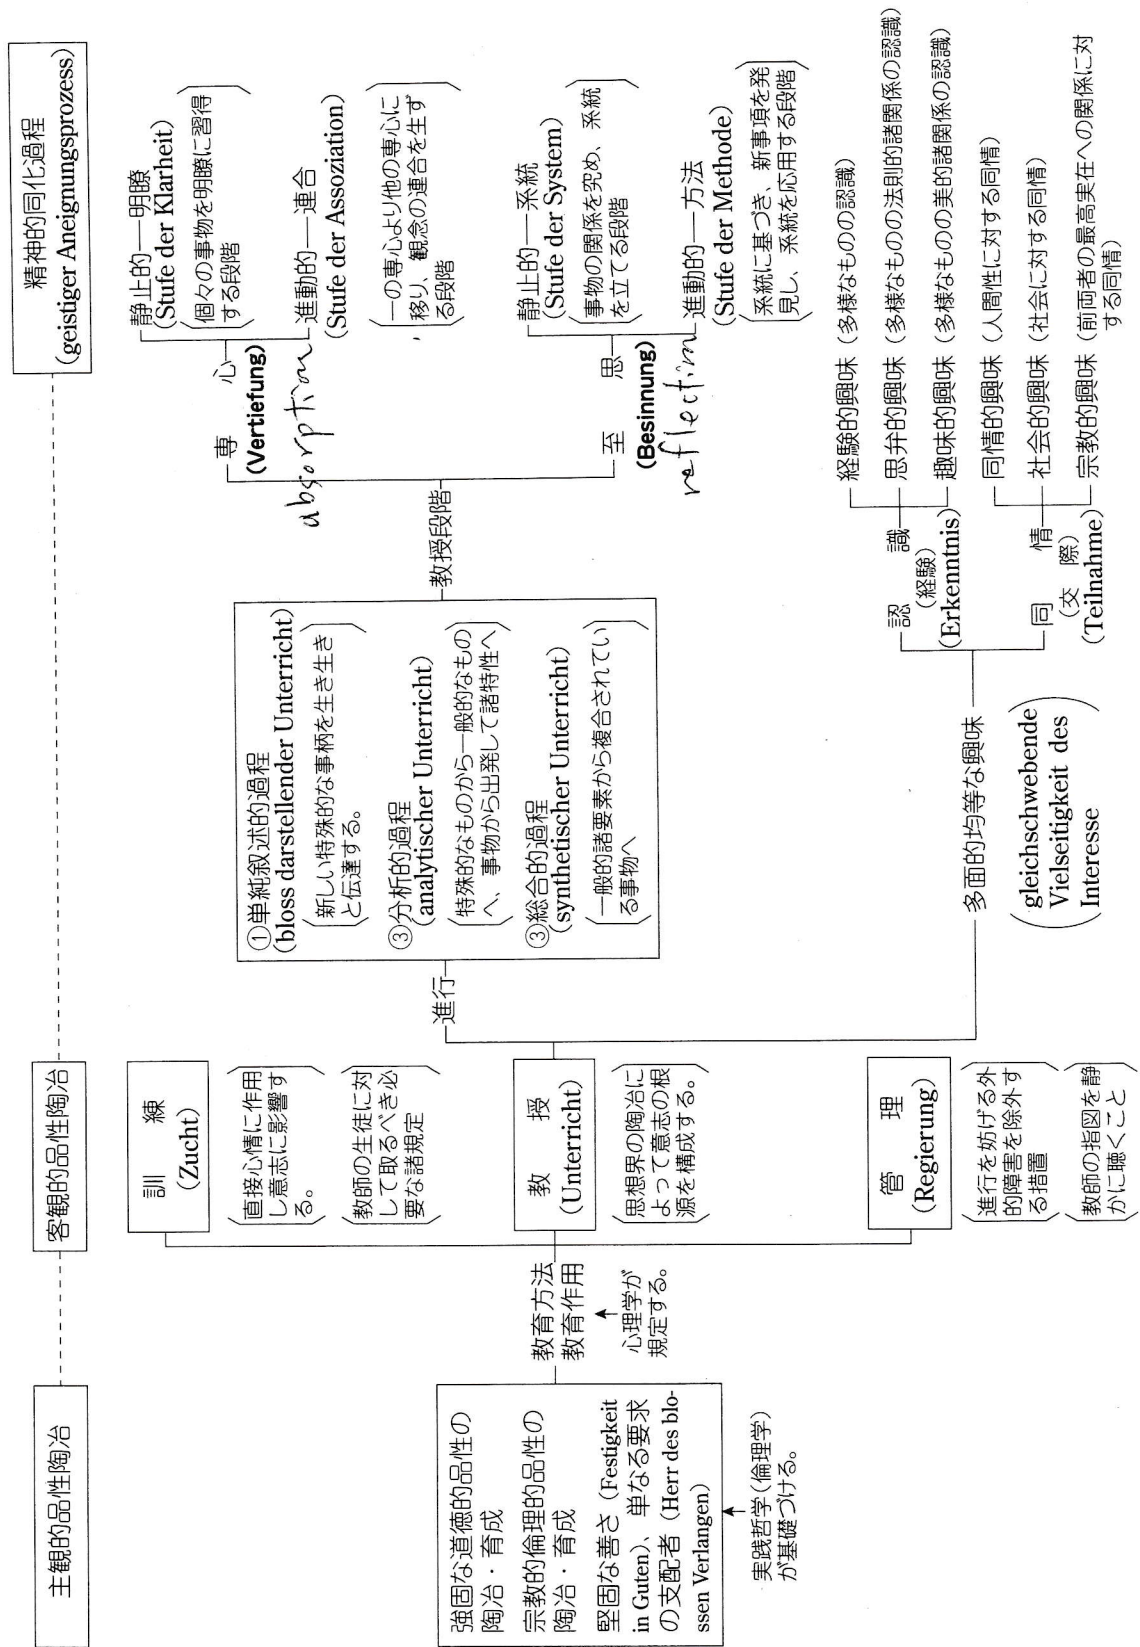 主観的品性陶冶
客観的品性陶冶
精神的同化過程
(geistiger Aneignungsprozess)
強固な道徳的品性の
陶冶・育成
宗教的倫理的品性の
陶冶・育成
堅固な善さ (Festigkeit
in Guten)、単なる要求
の支配者 (Herr des blo-
ssen Verlangen)
実践哲学(倫理学)
が基礎づける。
教育方法
教育作用
心理学が
規定する。
訓練
(Zucht)
直接心情に作用
し意志に影響す
る。
教師の生徒に対
して取るべき必
要な諸規定
教授
(Unterricht)
思想界の陶冶に
よって意志の根
源を構成する。
管理
(Regierung)
進行を妨げる外
的障害を除外す
る措置
教師の指図を静
かに聴くこと
進行
①単純叙述的過程
(bloss darstellender Unterricht)
新しい特殊的な事柄を生き生き
と伝達する。
③分析的過程
(analytischer Unterricht)
特殊的なものから一般的なもの
へ、事物から出発して諸特性へ
③総合的過程
(synthetischer Unterricht)
一般的諸要素から複合されてい
る事物へ
教授段階
専心
(Vertiefung)
absorption
静止的―明瞭
(Stufe der Klarheit)
個々の事物を明瞭に習得
する段階
進動的―連合
(Stufe der Assoziation)
一の専心より他の専心に
移り、観念の連合を生ず
る段階
至思
(Besinnung)
reflection
静止的―系統
(Stufe der System)
事物の関係を究め、系統
を立てる段階
進動的―方法
(Stufe der Methode)
系統に基づき、新事項を発
見し、系統を応用する段階
多面的均等な興味
gleichschwebende
Vielseitigkeit des
Interesse
認識
(経験)
(Erkenntnis)
経験的興味 (多様なものの認識)
思弁的興味 (多様なものの法則的諸関係の認識)
趣味的興味 (多様なものの美的諸関係の認識)
同情
(交際)
(Teilnahme)
同情的興味 (人間性に対する同情)
社会的興味 (社会に対する同情)
宗教的興味 (前両者の最高実在への関係に対
する同情)